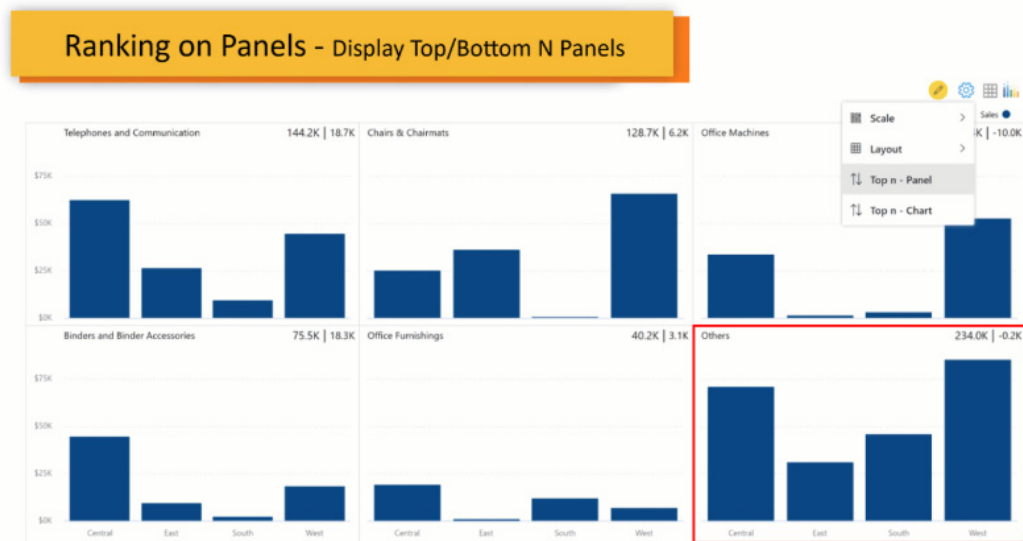 Ranking on Panels - Display Top/Bottom N Panels
Sales
Scale
Layout
Top n - Panel
Top n - Chart
Telephones and Communication 144.2K | 18.7K
Chairs & Chairmats 128.7K | 6.2K
Office Machines K | -10.0K
$75K
$50K
$25K
$0K
Binders and Binder Accessories 75.5K | 18.3K
Office Furnishings 40.2K | 3.1K
Others 234.0K | -0.2K
$75K
$50K
$25K
$0K
Central East South West
Central East South West
Central East South West